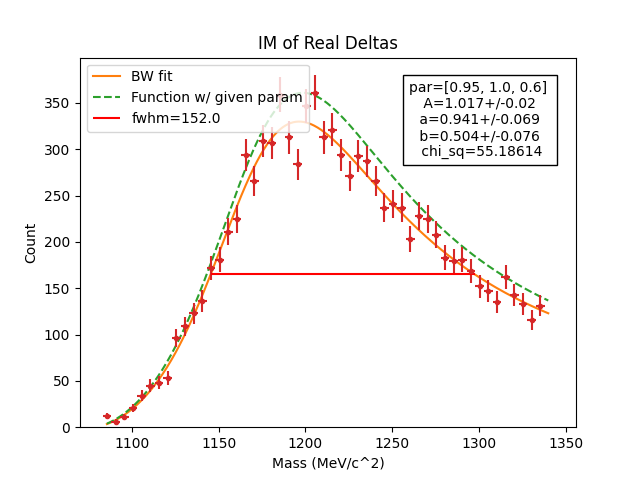 IM of Real Deltas
BW fit
Function w/ given param
fwhm=152.0
par=[0.95, 1.0, 0.6]
A=1.017+/-0.02
a=0.941+/-0.069
b=0.504+/-0.076
chi_sq=55.18614
Count
350
300
250
200
150
100
50
0
1100
1150
1200
1250
1300
1350
Mass (MeV/c^2)